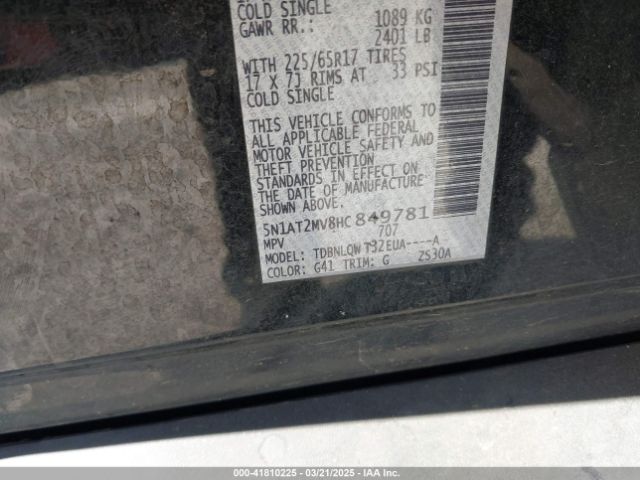 COLD SINGLE
GAWR RR.: 1089 KG
2401 LB
WITH 225/65R17 TIRES
17 X 7J RIMS AT 33 PSI
COLD SINGLE
THIS VEHICLE CONFORMS TO
ALL APPLICABLE FEDERAL
MOTOR VEHICLE SAFETY AND
THEFT PREVENTION
STANDARDS IN EFFECT ON
THE DATE OF MANUFACTURE
SHOWN ABOVE.
5N1AT2MV8HC 849781
MPV 707
MODEL: TDBNLQW T32EUA----A
COLOR: G41 TRIM: G ZS30A
000-41810225 - 03/21/2025 - IAA Inc.